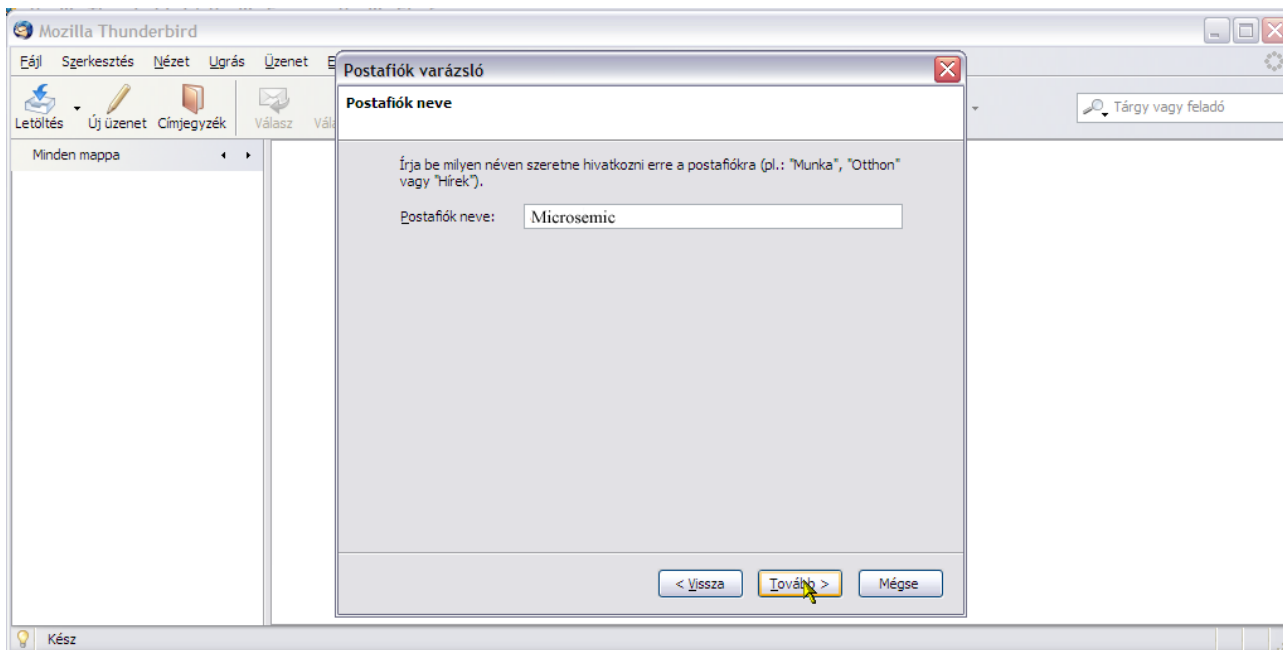 Mozilla Thunderbird
Fájl Szerkesztés Nézet Ugrás Üzenet
Letöltés Új üzenet Címjegyzék Válasz
Tárgy vagy feladó
Minden mappa
Postafiók varázsló
Postafiók neve
Írja be milyen néven szeretne hivatkozni erre a postafiókra (pl.: "Munka", "Otthon"
vagy "Hírek").
Postafiók neve: Microsemic
< Vissza Tovább > Mégse
Kész